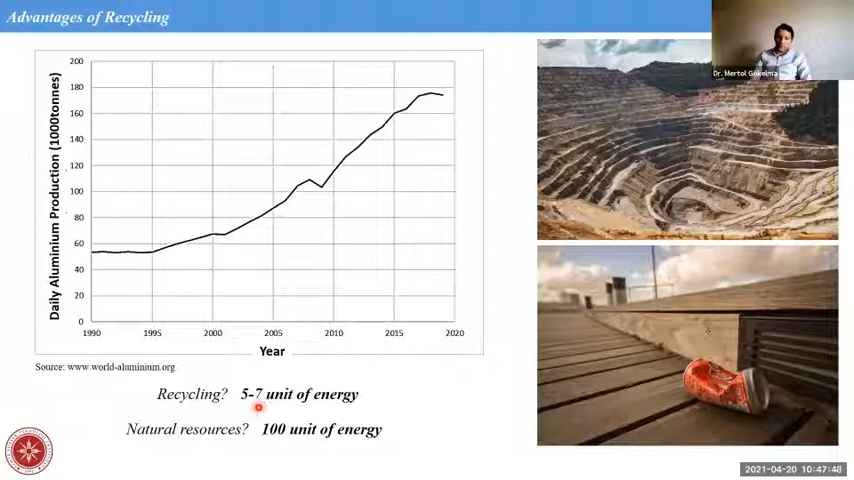 Advantages of Recycling
Dr. Mertol Gökelma
Daily Aluminium Production (1000tonnes)
200
180
160
140
120
100
80
60
40
20
0
1990 1995 2000 2005 2010 2015 2020
Year
Source: www.world-aluminium.org
Recycling? 5-7 unit of energy
Natural resources? 100 unit of energy
2021-04-20 10:47:48